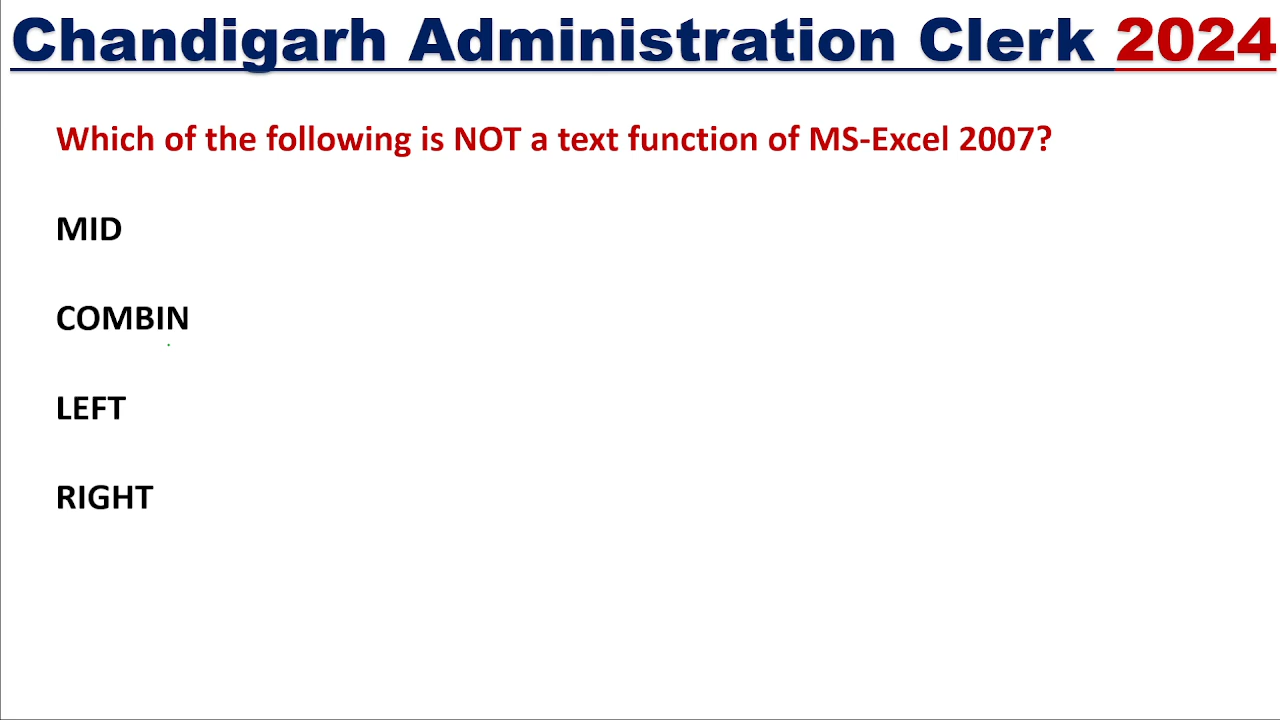 Chandigarh Administration Clerk 2024
Which of the following is NOT a text function of MS-Excel 2007?
MID
COMBIN
LEFT
RIGHT